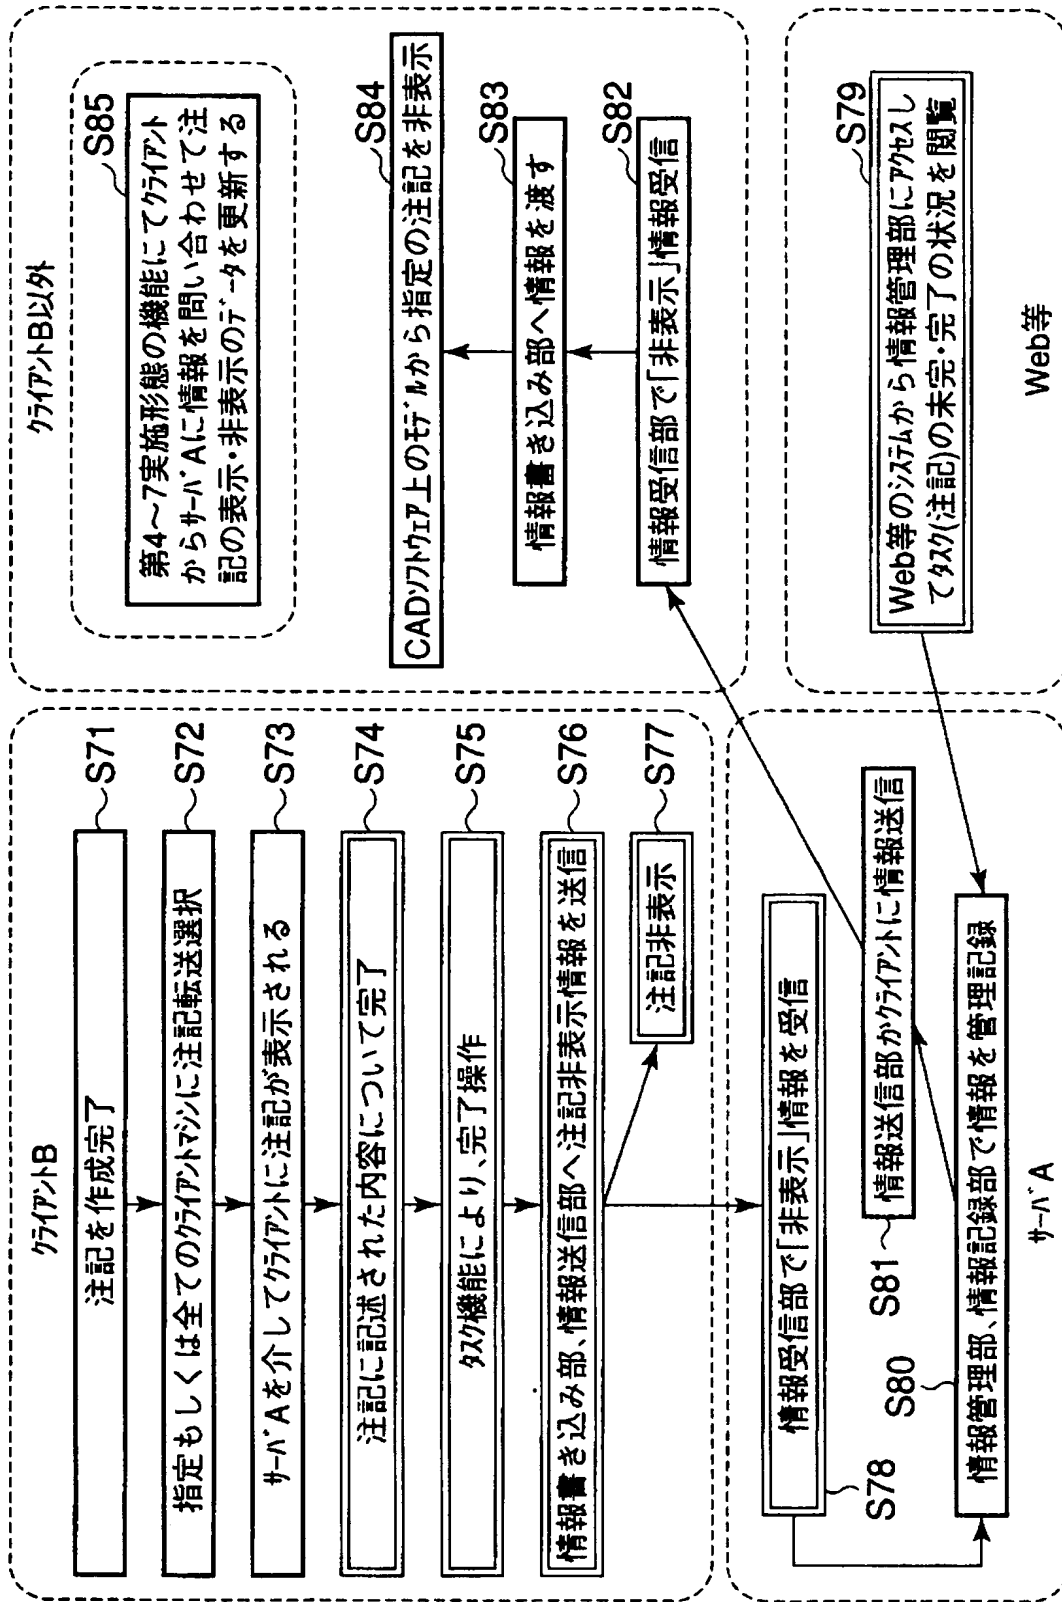 クライアントB
注記を作成完了
S71
指定もしくは全てのクライアントマシンに注記転送選択
S72
サーバAを介してクライアントに注記が表示される
S73
注記に記述された内容について完了
S74
タスク機能により、完了操作
S75
情報書き込み部、情報送信部へ注記非表示情報を送信
S76
注記非表示
S77
クライアントB以外
S85
第4～7実施形態の機能にてクライアント
からサーバAに情報を問い合わせて注
記の表示・非表示のデータを更新する
S84
CADソフトウェア上のモデルから指定の注記を非表示
S83
情報書き込み部へ情報を渡す
S82
情報受信部で「非表示」情報受信
サーバA
S78
情報受信部で「非表示」情報を受信
S81
情報送信部がクライアントに情報送信
S80
情報管理部、情報記録部で情報を管理記録
Web等
S79
Web等のシステムから情報管理部にアクセスし
てタスク(注記)の未完・完了の状況を閲覧